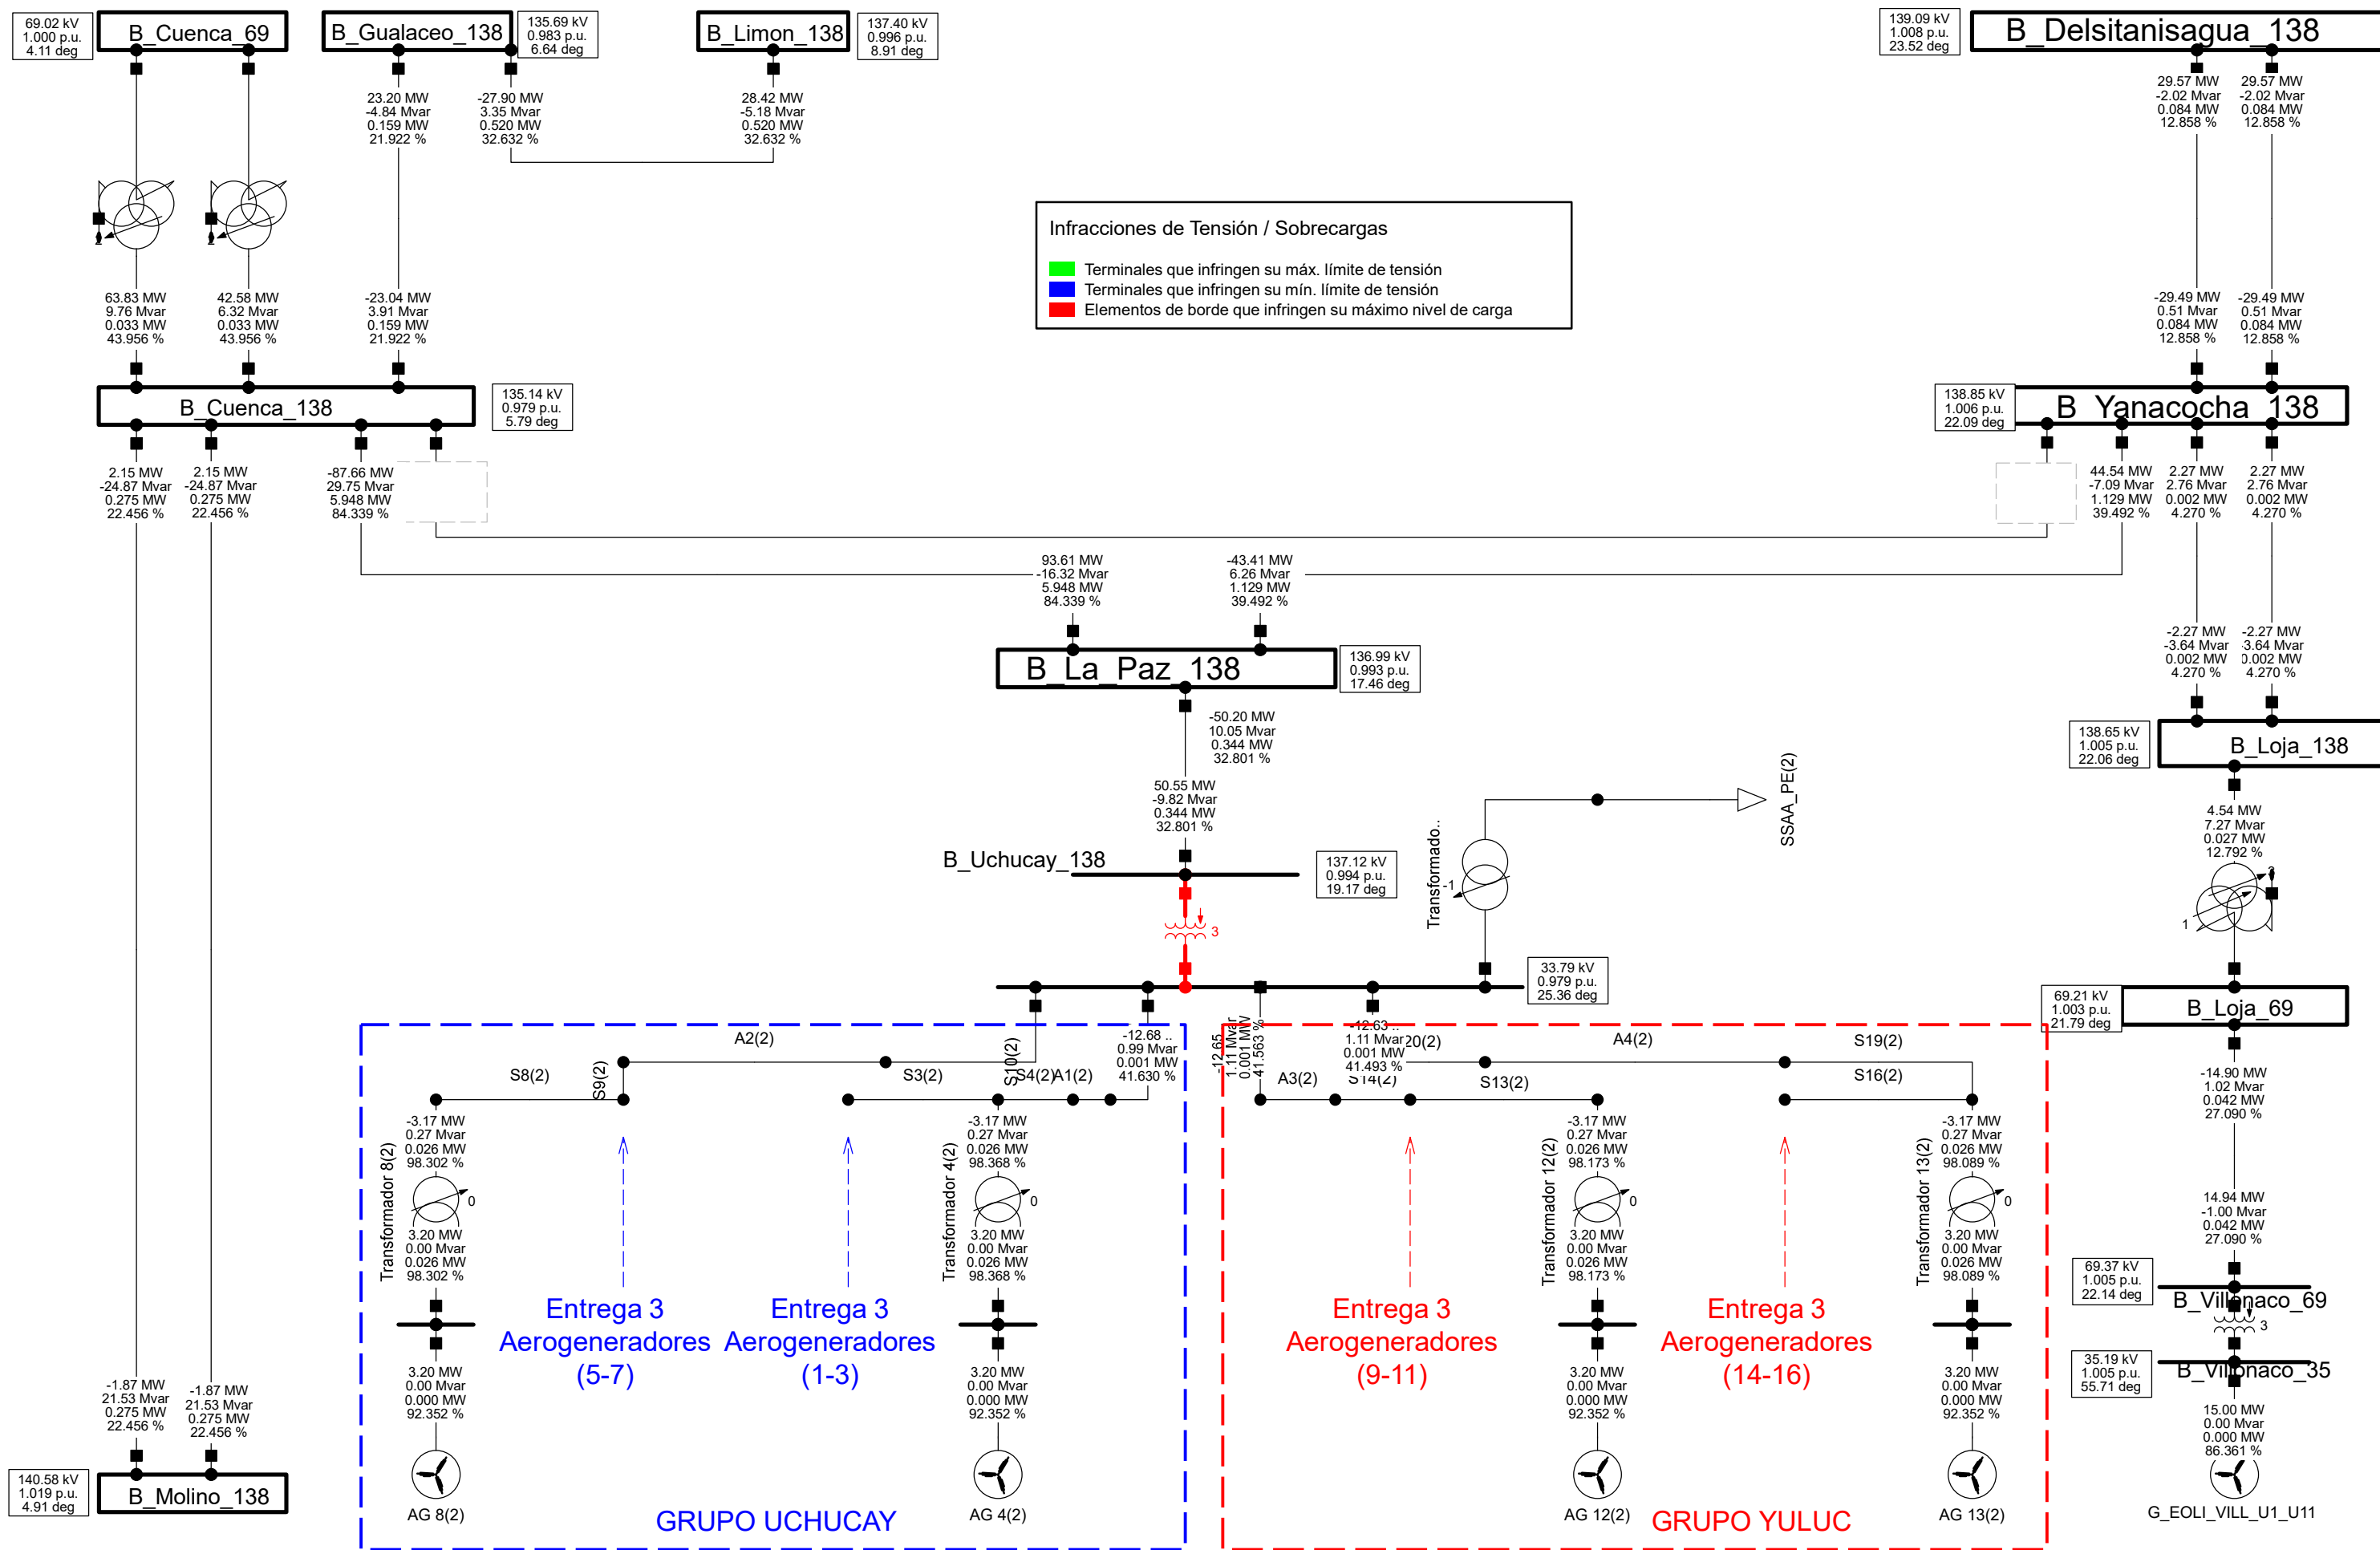 69.02 kV
1.000 p.u.
4.11 deg
B_Cuenca_69
B_Gualaceo_138
135.69 kV
0.983 p.u.
6.64 deg
B_Limon_138
137.40 kV
0.996 p.u.
8.91 deg
139.09 kV
1.008 p.u.
23.52 deg
B_Delsitanisagua_138
23.20 MW
-4.84 Mvar
0.159 MW
21.922 %
-27.90 MW
3.35 Mvar
0.520 MW
32.632 %
28.42 MW
-5.18 Mvar
0.520 MW
32.632 %
29.57 MW
-2.02 Mvar
0.084 MW
12.858 %
29.57 MW
-2.02 Mvar
0.084 MW
12.858 %
Infracciones de Tensión / Sobrecargas
Terminales que infringen su máx. límite de tensión
Terminales que infringen su mín. límite de tensión
Elementos de borde que infringen su máximo nivel de carga
63.83 MW
9.76 Mvar
0.033 MW
43.956 %
42.58 MW
6.32 Mvar
0.033 MW
43.956 %
-23.04 MW
3.91 Mvar
0.159 MW
21.922 %
-29.49 MW
0.51 Mvar
0.084 MW
12.858 %
-29.49 MW
0.51 Mvar
0.084 MW
12.858 %
B_Cuenca_138
135.14 kV
0.979 p.u.
5.79 deg
138.85 kV
1.006 p.u.
22.09 deg
B_Yanacocha_138
2.15 MW
-24.87 Mvar
0.275 MW
22.456 %
2.15 MW
-24.87 Mvar
0.275 MW
22.456 %
-87.66 MW
29.75 Mvar
5.948 MW
84.339 %
44.54 MW
-7.09 Mvar
1.129 MW
39.492 %
2.27 MW
2.76 Mvar
0.002 MW
4.270 %
2.27 MW
2.76 Mvar
0.002 MW
4.270 %
93.61 MW
-16.32 Mvar
5.948 MW
84.339 %
-43.41 MW
6.26 Mvar
1.129 MW
39.492 %
B_La_Paz_138
136.99 kV
0.993 p.u.
17.46 deg
-2.27 MW
-3.64 Mvar
0.002 MW
4.270 %
-2.27 MW
-3.64 Mvar
0.002 MW
4.270 %
-50.20 MW
10.05 Mvar
0.344 MW
32.801 %
138.65 kV
1.005 p.u.
22.06 deg
B_Loja_138
50.55 MW
-9.82 Mvar
0.344 MW
32.801 %
SSAA_PE(2)
4.54 MW
7.27 Mvar
0.027 MW
12.792 %
B_Uchucay_138
137.12 kV
0.994 p.u.
19.17 deg
Transformado..
-1
3
1
33.79 kV
0.979 p.u.
25.36 deg
69.21 kV
1.003 p.u.
21.79 deg
B_Loja_69
A2(2)
S8(2)
S9(2)
S3(2)
S10(2)
S4(2)
A1(2)
-12.68 ..
0.99 Mvar
0.001 MW
41.630 %
-12.65
1.11 Mvar
0.001 MW
41.563 %
-12.63 ..
1.11 Mvar
0.001 MW
41.493 %
20(2)
A4(2)
S19(2)
A3(2)
S14(2)
S13(2)
S16(2)
-14.90 MW
1.02 Mvar
0.042 MW
27.090 %
Transformador 8(2)
-3.17 MW
0.27 Mvar
0.026 MW
98.302 %
0
3.20 MW
0.00 Mvar
0.026 MW
98.302 %
Transformador 4(2)
-3.17 MW
0.27 Mvar
0.026 MW
98.368 %
0
3.20 MW
0.00 Mvar
0.026 MW
98.368 %
Transformador 12(2)
-3.17 MW
0.27 Mvar
0.026 MW
98.173 %
0
3.20 MW
0.00 Mvar
0.026 MW
98.173 %
Transformador 13(2)
-3.17 MW
0.27 Mvar
0.026 MW
98.089 %
0
3.20 MW
0.00 Mvar
0.026 MW
98.089 %
14.94 MW
-1.00 Mvar
0.042 MW
27.090 %
69.37 kV
1.005 p.u.
22.14 deg
B_Villonaco_69
3
35.19 kV
1.005 p.u.
55.71 deg
B_Villonaco_35
Entrega 3
Aerogeneradores
(5-7)
Entrega 3
Aerogeneradores
(1-3)
Entrega 3
Aerogeneradores
(9-11)
Entrega 3
Aerogeneradores
(14-16)
3.20 MW
0.00 Mvar
0.000 MW
92.352 %
3.20 MW
0.00 Mvar
0.000 MW
92.352 %
3.20 MW
0.00 Mvar
0.000 MW
92.352 %
3.20 MW
0.00 Mvar
0.000 MW
92.352 %
15.00 MW
0.00 Mvar
0.000 MW
86.361 %
-1.87 MW
21.53 Mvar
0.275 MW
22.456 %
-1.87 MW
21.53 Mvar
0.275 MW
22.456 %
140.58 kV
1.019 p.u.
4.91 deg
B_Molino_138
AG 8(2)
GRUPO UCHUCAY
AG 4(2)
AG 12(2)
GRUPO YULUC
AG 13(2)
G_EOLI_VILL_U1_U11